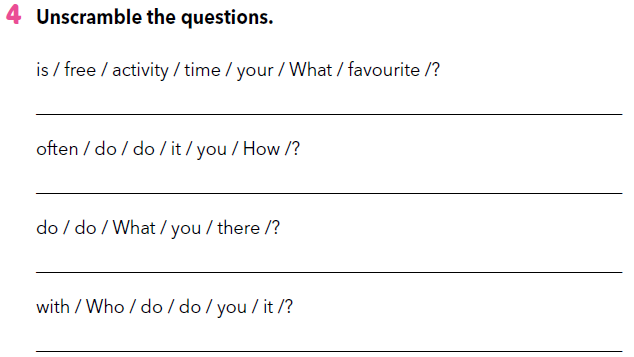 4 Unscramble the questions.
is / free / activity / time / your / What / favourite /?
often / do / do / it / you / How /?
do / do / What / you / there /?
with / Who / do / do / you / it /?